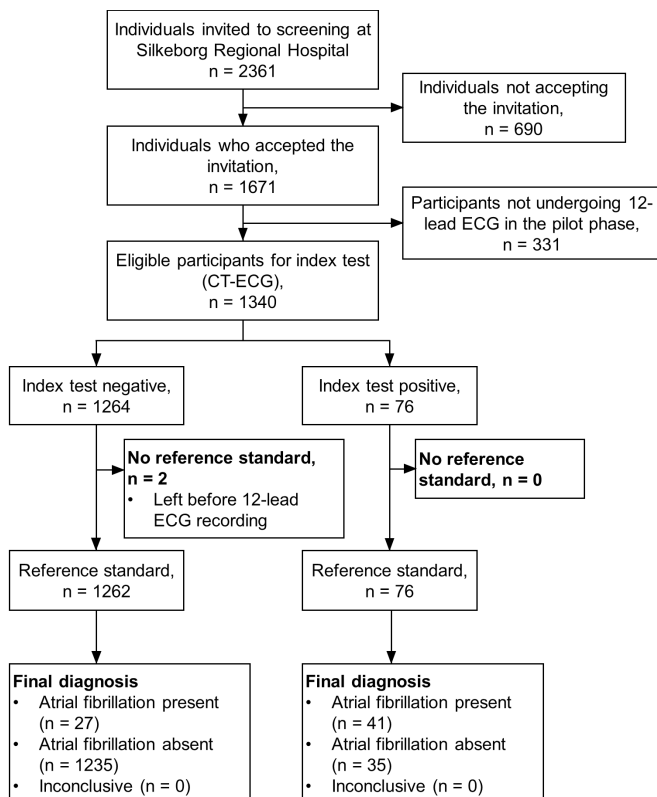 Individuals invited to screening at
Silkeborg Regional Hospital
n = 2361
Individuals not accepting
the invitation,
n = 690
Individuals who accepted the
invitation,
n = 1671
Participants not undergoing 12-
lead ECG in the pilot phase,
n = 331
Eligible participants for index test
(CT-ECG),
n = 1340
Index test negative,
n = 1264
Index test positive,
n = 76
No reference standard,
n = 2
• Left before 12-lead
ECG recording
No reference
standard, n = 0
Reference standard,
n = 1262
Reference standard,
n = 76
Final diagnosis
• Atrial fibrillation present
(n = 27)
• Atrial fibrillation absent
(n = 1235)
• Inconclusive (n = 0)
Final diagnosis
• Atrial fibrillation present
(n = 41)
• Atrial fibrillation absent
(n = 35)
• Inconclusive (n = 0)